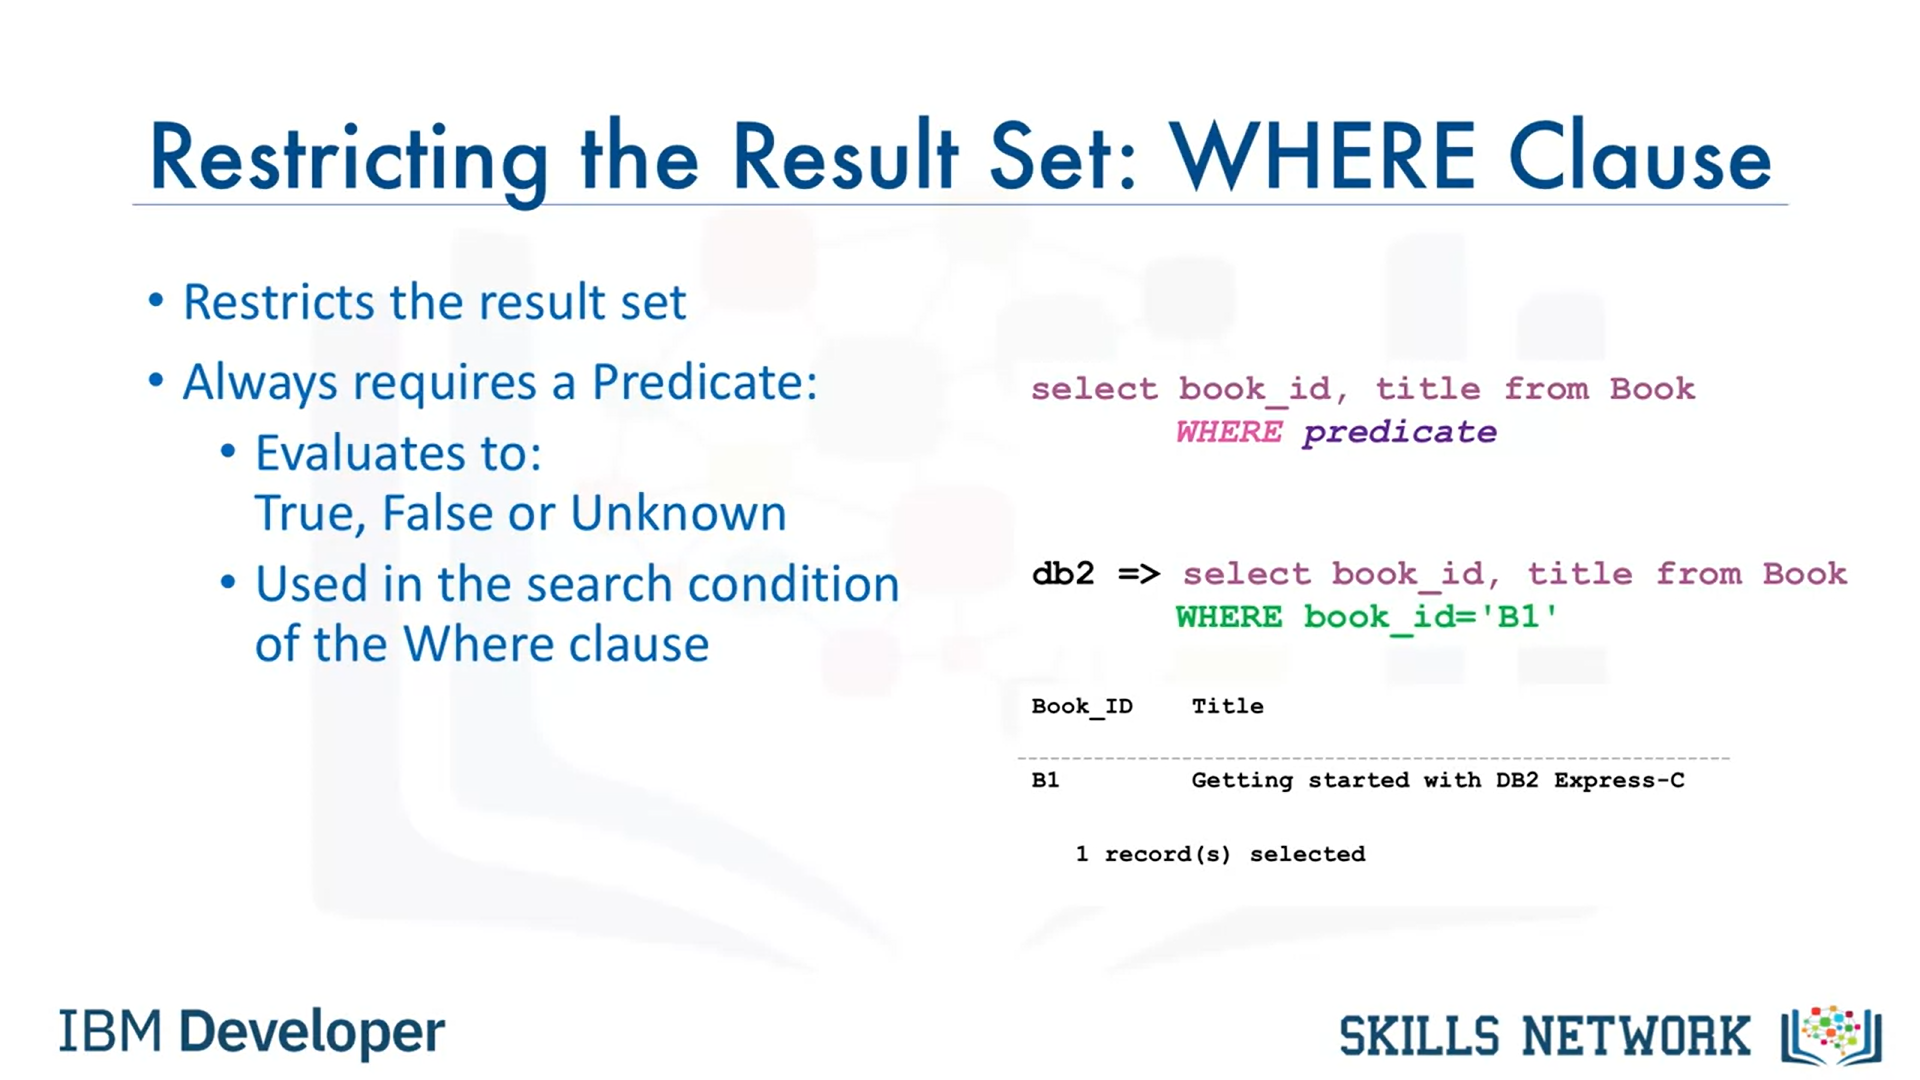 Restricting the Result Set: WHERE Clause
• Restricts the result set
• Always requires a Predicate:
• Evaluates to:
True, False or Unknown
• Used in the search condition
of the Where clause
select book_id, title from Book
WHERE predicate
db2 => select book_id, title from Book
WHERE book_id='B1'
Book_ID Title
B1 Getting started with DB2 Express-C
1 record(s) selected
IBM Developer
SKILLS NETWORK